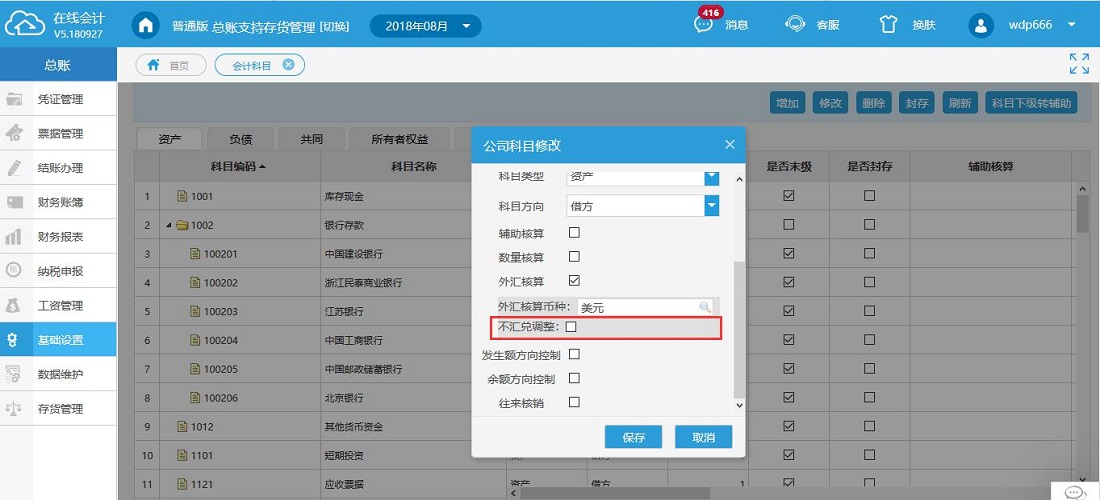 在线会计
V5.180927
普通版 总账支持存货管理 [切换]
2018年08月
416
消息
客服
换肤
wdp666
总账
首页
会计科目
凭证管理
票据管理
结账办理
财务账簿
财务报表
纳税申报
工资管理
基础设置
数据维护
存货管理
增加
修改
删除
封存
刷新
科目下级转辅助
资产
负债
共同
所有者权益
科目编码
科目名称
是否末级
是否封存
辅助核算
1 1001 库存现金
2 1002 银行存款
3 100201 中国建设银行
4 100202 浙江民泰商业银行
5 100203 江苏银行
6 100204 中国工商银行
7 100205 中国邮政储蓄银行
8 100206 北京银行
9 1012 其他货币资金
10 1101 短期投资
11 1121 应收票据 资产 借方 1
公司科目修改
科目类型 资产
科目方向 借方
辅助核算
数量核算
外汇核算
外汇核算币种: 美元
不汇兑调整:
发生额方向控制
余额方向控制
往来核销
保存
取消